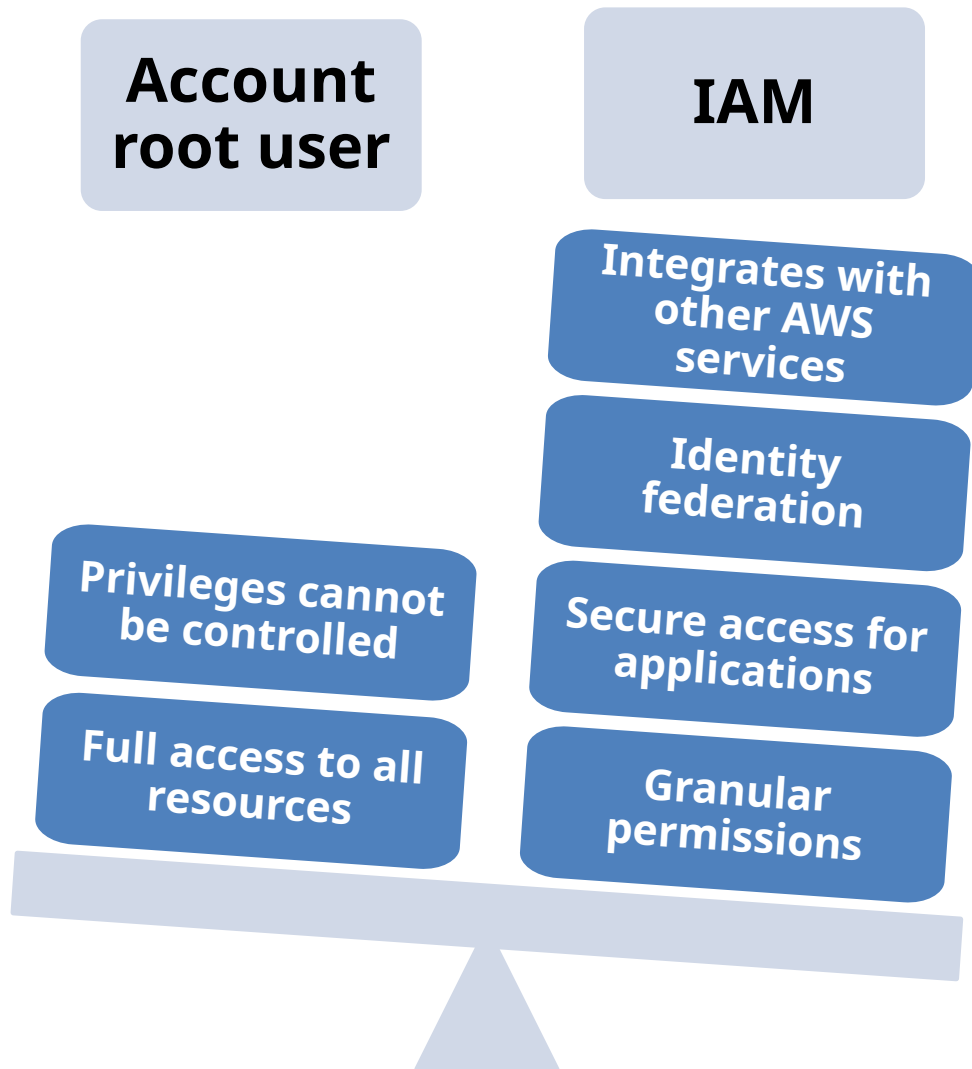 Account
root user
Privileges cannot
be controlled
Full access to all
resources
IAM
Integrates with
other AWS
services
Identity
federation
Secure access for
applications
Granular
permissions